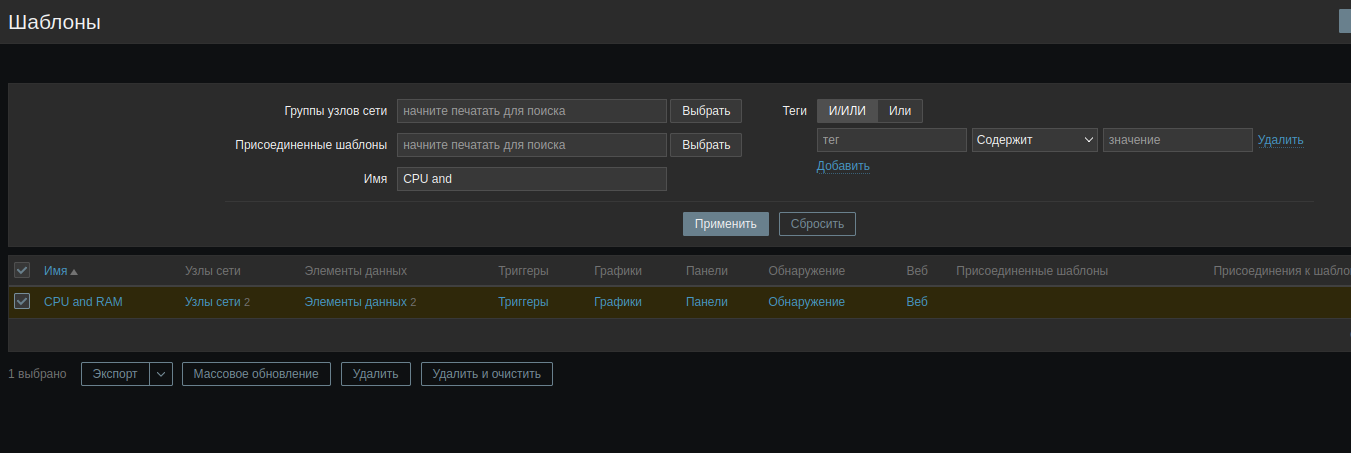 Шаблоны
Группы узлов сети начните печатать для поиска Выбрать Теги И/ИЛИ Или
тег Содержит значение Удалить
Присоединенные шаблоны начните печатать для поиска Выбрать
Добавить
Имя CPU and
Применить Сбросить
Имя Узлы сети Элементы данных Триггеры Графики Панели Обнаружение Веб Присоединенные шаблоны Присоединения к
CPU and RAM Узлы сети 2 Элементы данных 2 Триггеры Графики Панели Обнаружение Веб
1 выбрано Экспорт Массовое обновление Удалить Удалить и очистить